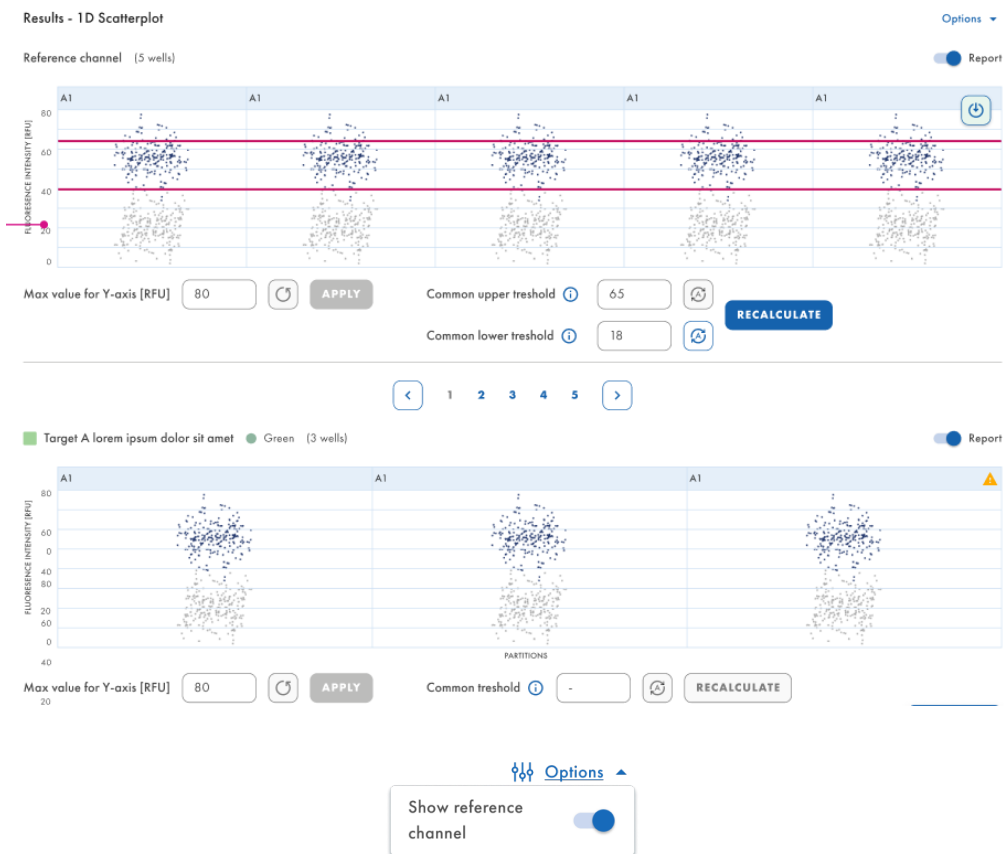 Results - 1D Scatterplot
Options
Reference channel (5 wells)
Report
A1 A1 A1 A1 A1
FLUORESENCE INTENSITY [RFU]
80
60
40
20
0
Max value for Y-axis [RFU] 80 APPLY Common upper treshold i 65 A
RECALCULATE
Common lower treshold i 18 A
< 1 2 3 4 5 >
Target A lorem ipsum dolor sit amet Green (3 wells)
Report
A1 A1 A1
FLUORESENCE INTENSITY [RFU]
80
60
0
40
80
20
60
0
40
PARTITIONS
Max value for Y-axis [RFU] 80 APPLY Common treshold i - A RECALCULATE
20
Options
Show reference
channel